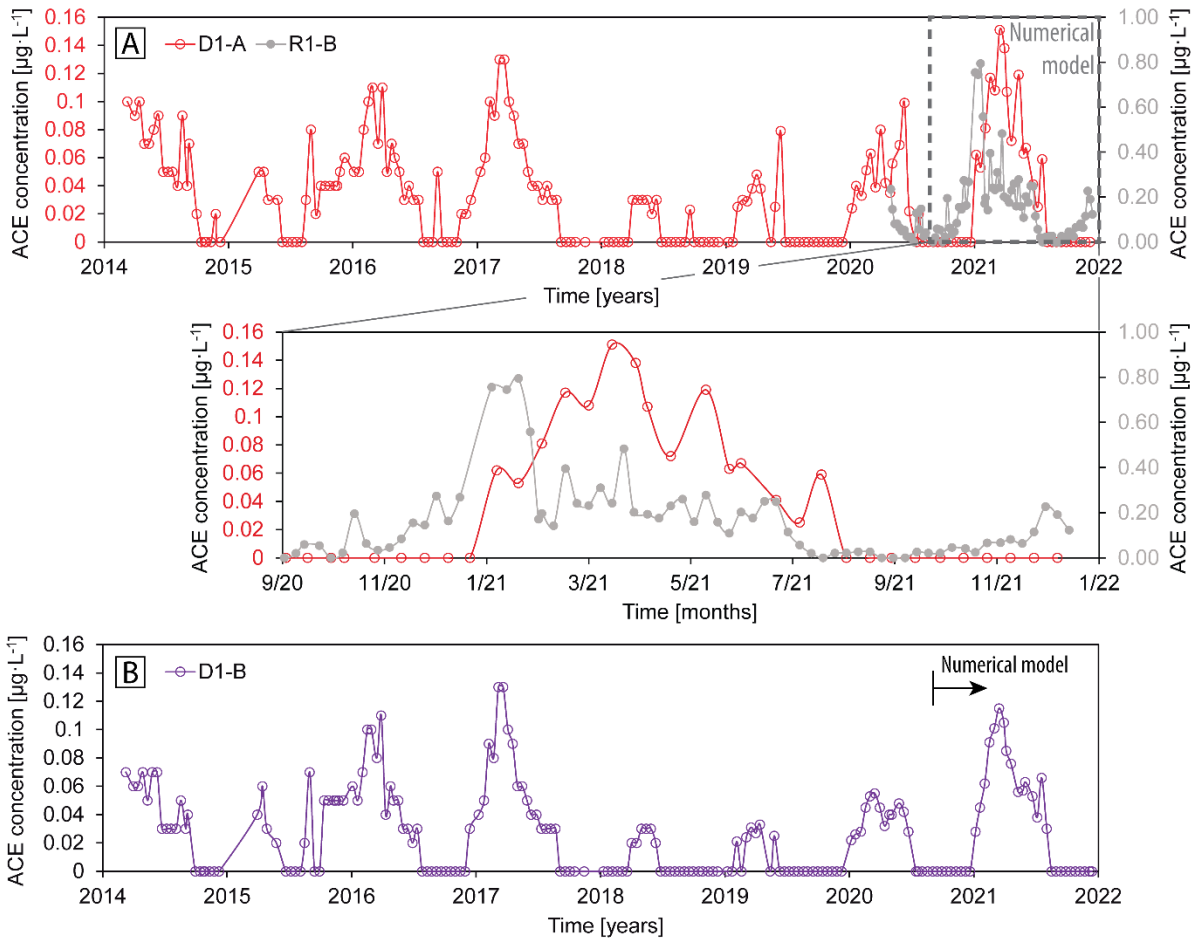 A
D1-A
R1-B
Numerical
model
ACE concentration [µg·L⁻¹]
0.16
0.14
0.12
0.1
0.08
0.06
0.04
0.02
0
1.00
0.80
0.60
0.40
0.20
0.00
ACE concentration [µg·L⁻¹]
2014 2015 2016 2017 2018 2019 2020 2021 2022
Time [years]
ACE concentration [µg·L⁻¹]
0.16
0.14
0.12
0.1
0.08
0.06
0.04
0.02
0
1.00
0.80
0.60
0.40
0.20
0.00
ACE concentration [µg·L⁻¹]
9/20 11/20 1/21 3/21 5/21 7/21 9/21 11/21 1/22
Time [months]
B
D1-B
Numerical model
ACE concentration [µg·L⁻¹]
0.16
0.14
0.12
0.1
0.08
0.06
0.04
0.02
0
2014 2015 2016 2017 2018 2019 2020 2021 2022
Time [years]